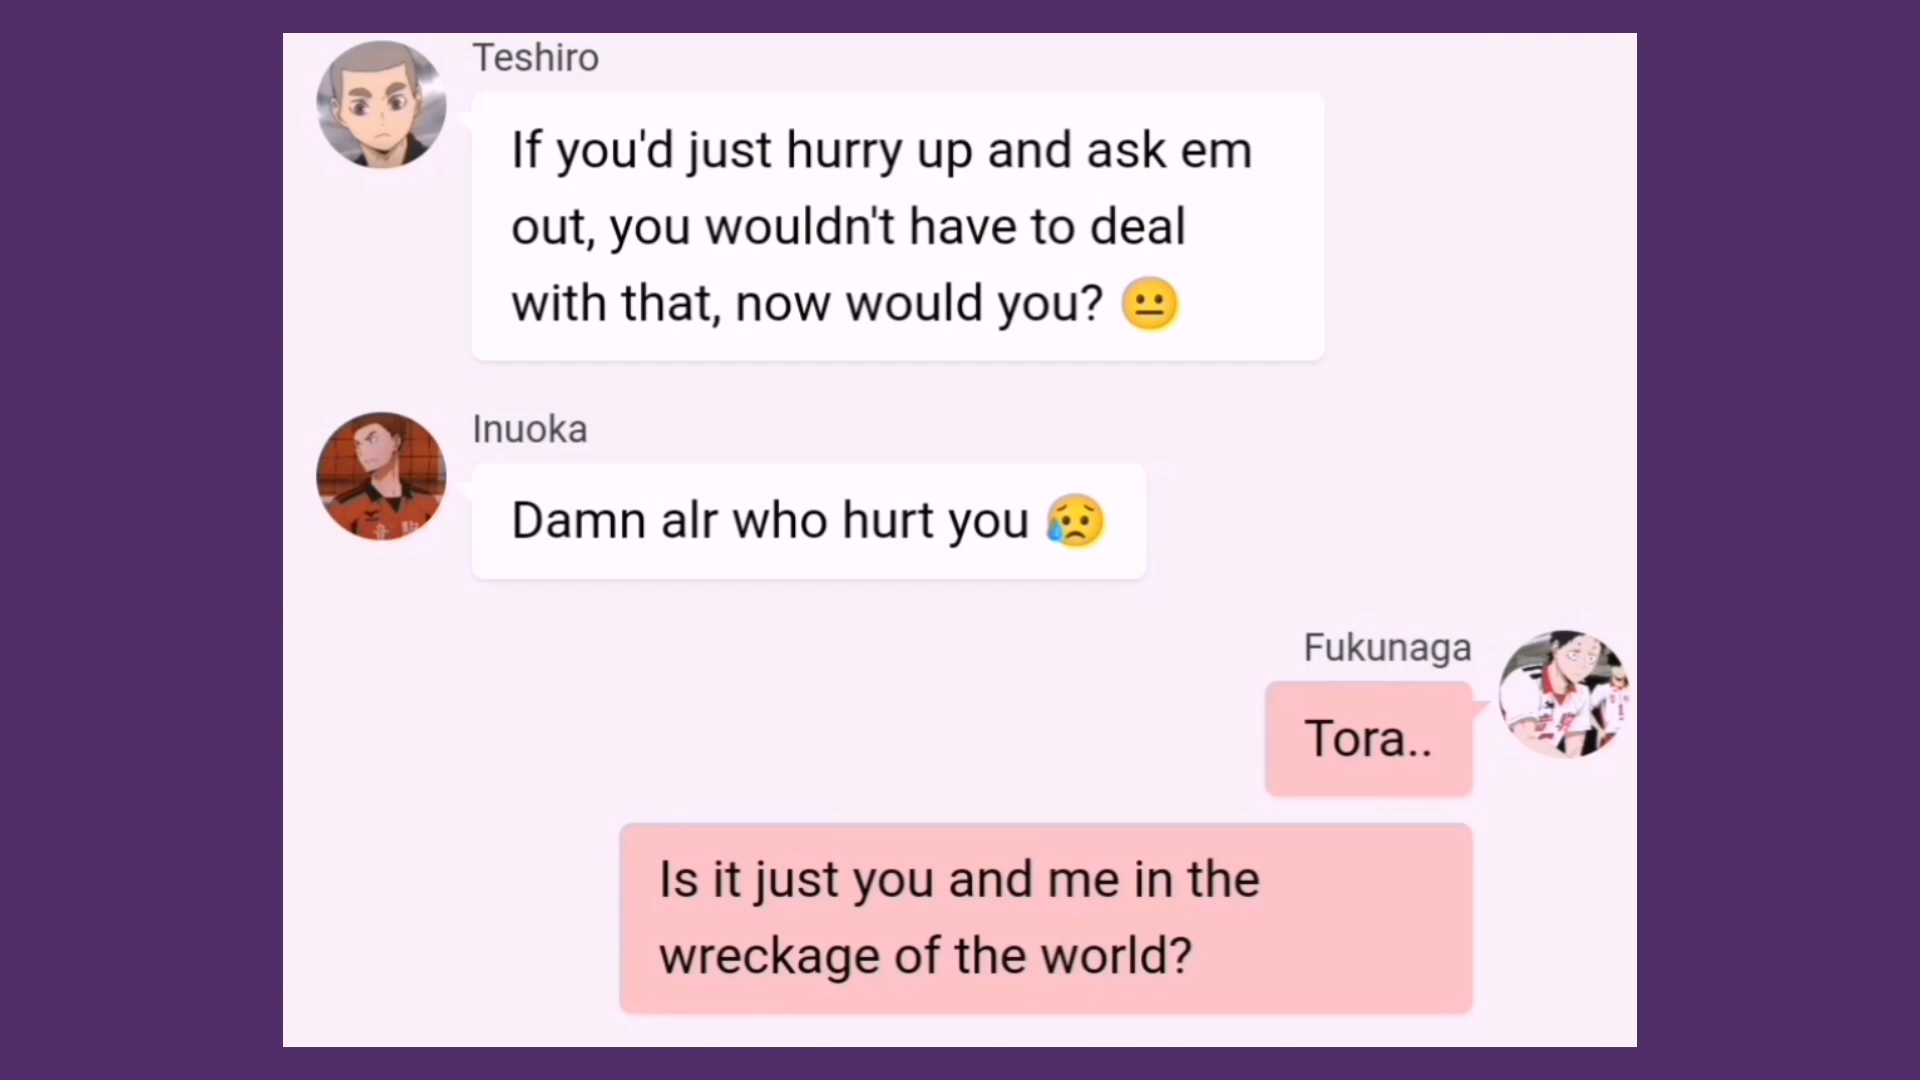 Teshiro
If you'd just hurry up and ask em
out, you wouldn't have to deal
with that, now would you? 😐
Inuoka
Damn alr who hurt you 😥
Fukunaga
Tora..
Is it just you and me in the
wreckage of the world?